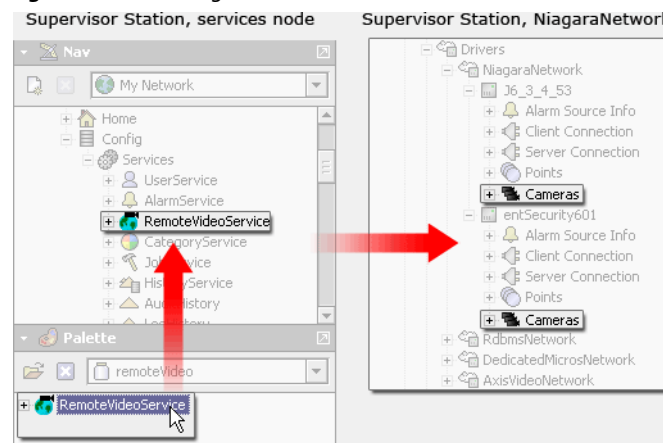 Supervisor Station, services node
Nav
My Network
Home
Config
Services
UserService
AlarmService
RemoteVideoService
CategoryService
HistoryService
Palette
remoteVideo
RemoteVideoService
Supervisor Station, NiagaraNetwork
Drivers
NiagaraNetwork
J6_3_4_53
Alarm Source Info
Client Connection
Server Connection
Points
Cameras
entSecurity601
Alarm Source Info
Client Connection
Server Connection
Points
Cameras
RdbmsNetwork
DedicatedMicrosNetwork
AxisVideoNetwork